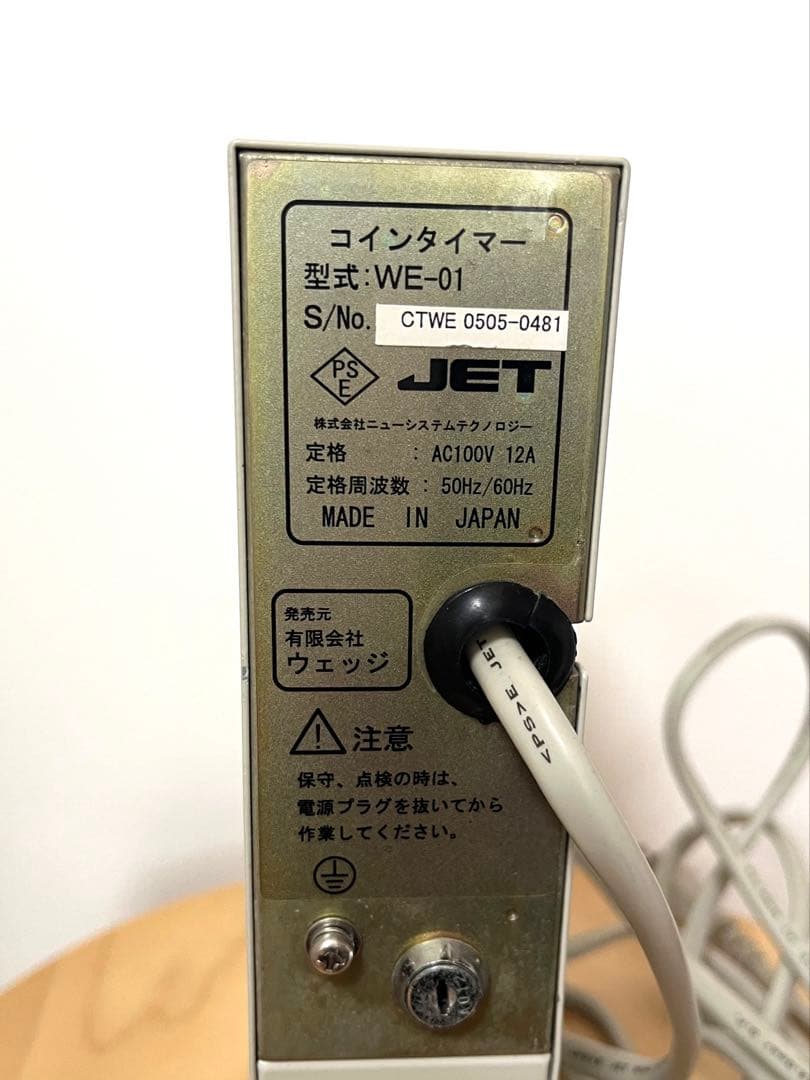 コインタイマー
型式:WE-01
S/No. CTWE 0505-0481
PS
E
JET
株式会社ニューシステムテクノロジー
定格 : AC100V 12A
定格周波数 : 50Hz/60Hz
MADE IN JAPAN
発売元
有限会社
ウェッジ
<PS>E JET
注意
保守、点検の時は、
電源プラグを抜いてから
作業してください。